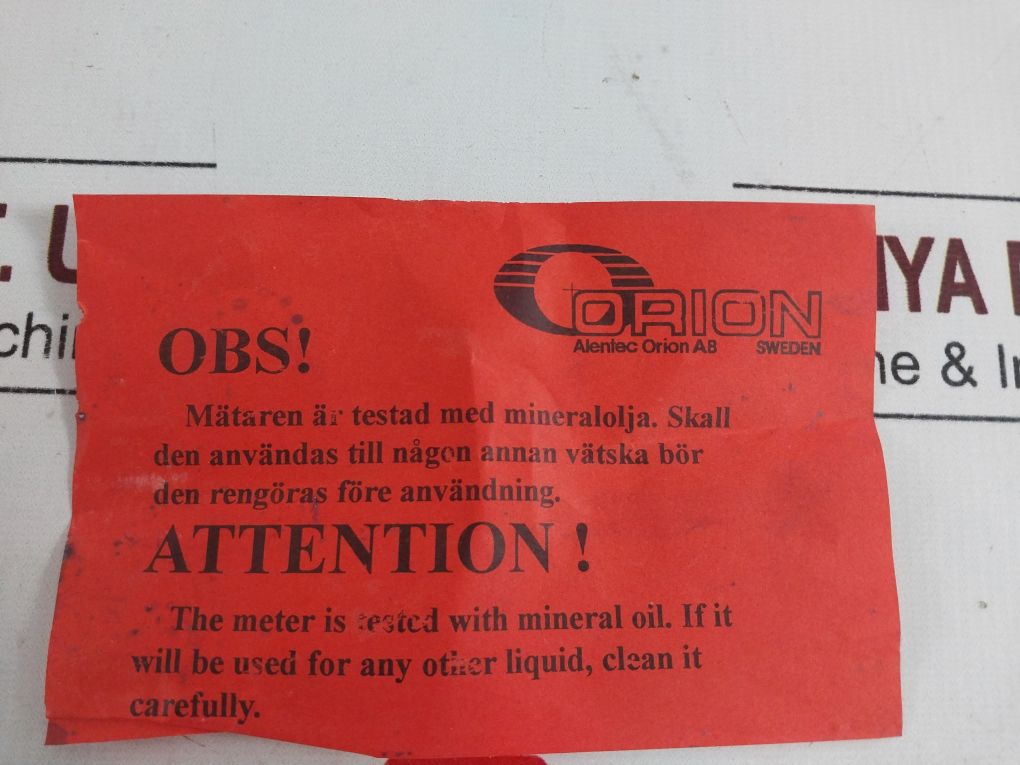 ORION
Alentec Orion AB SWEDEN
OBS!
Mätaren är testad med mineralolja. Skall
den användas till någon annan vätska bör
den rengöras före användning.
ATTENTION !
The meter is tested with mineral oil. If it
will be used for any other liquid, clean it
carefully.